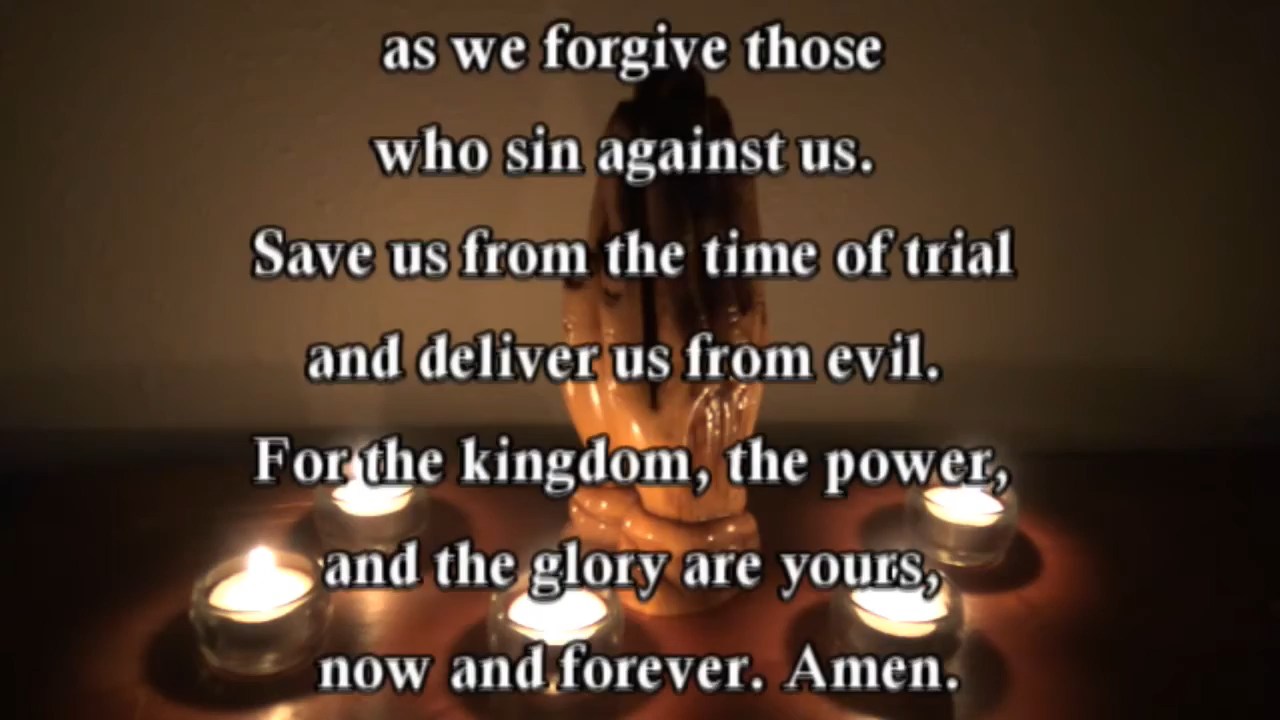 as we forgive those
who sin against us.
Save us from the time of trial
and deliver us from evil.
For the kingdom, the power,
and the glory are yours,
now and forever. Amen.